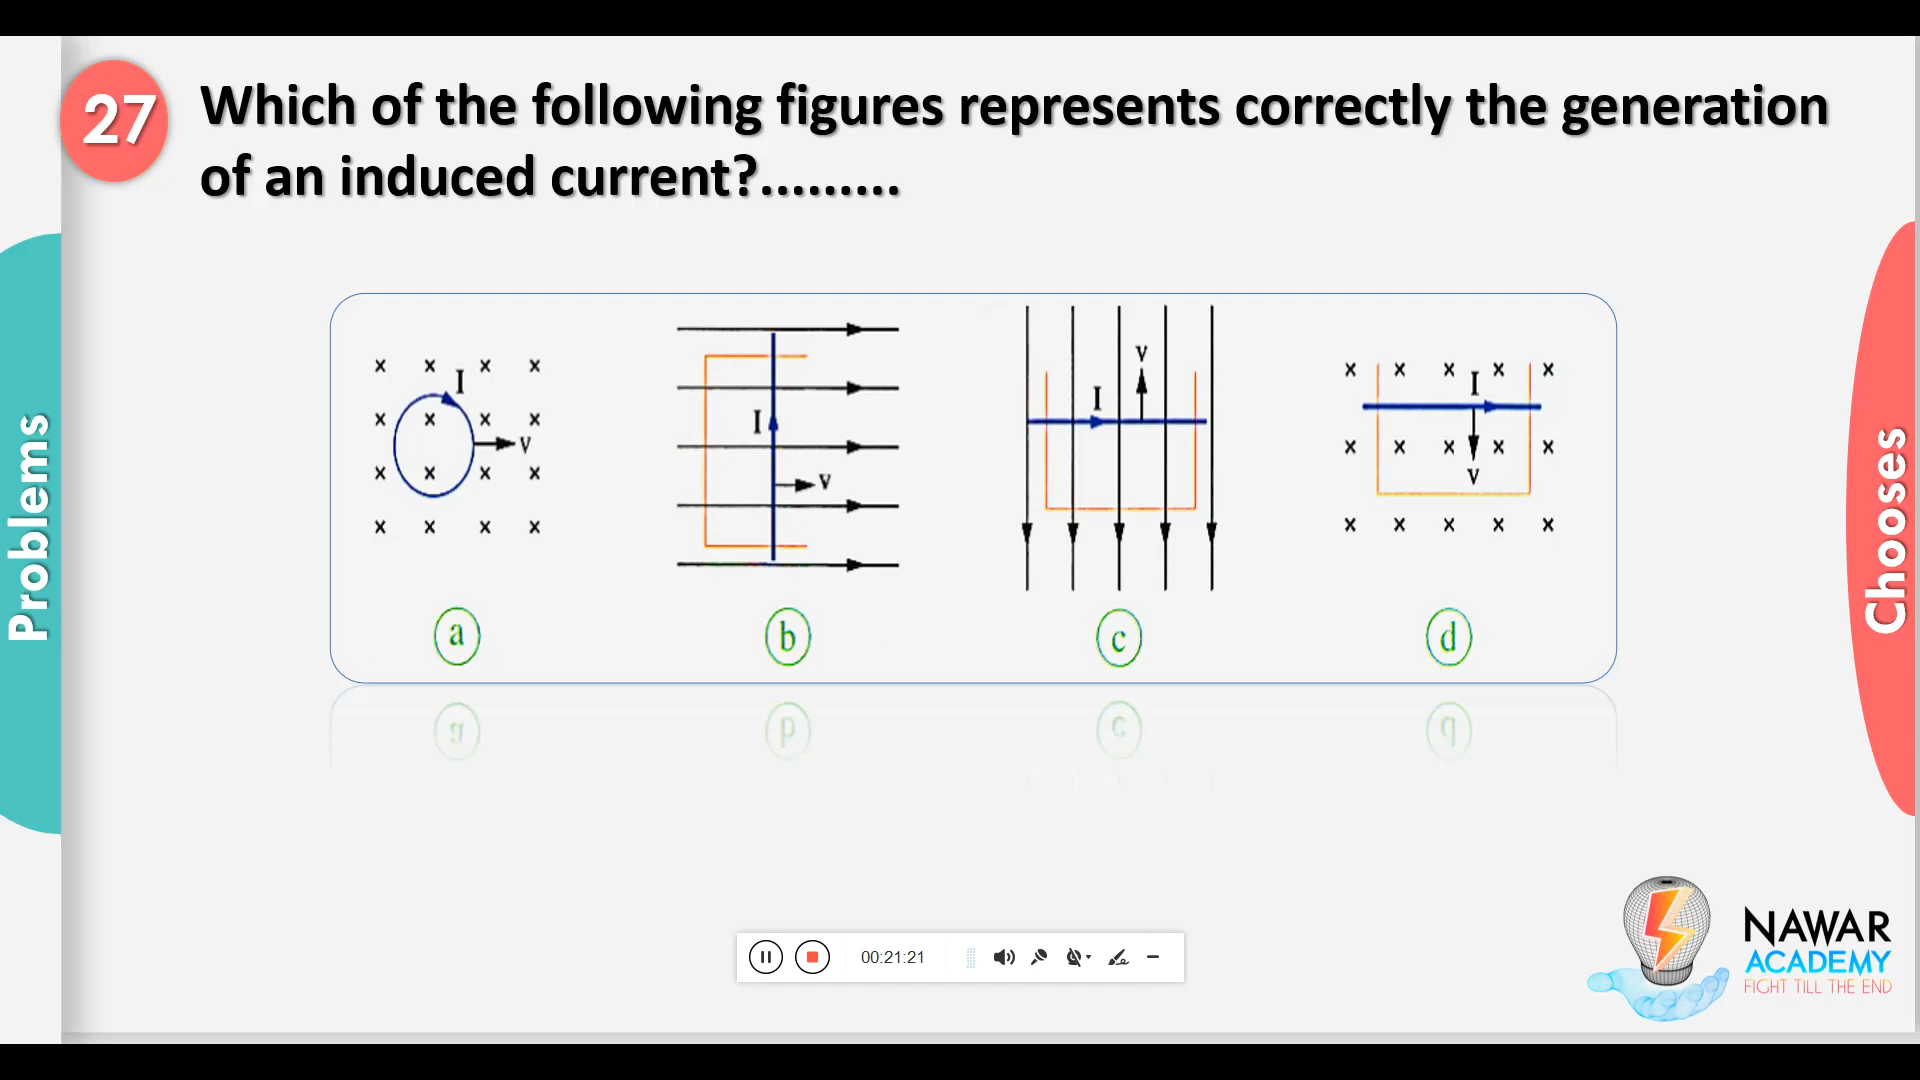 27
Which of the following figures represents correctly the generation
of an induced current?.........
Problems
Chooses
x x x x
I
x x x x
v
x x x x
x x x x
a
I
v
b
v
I
c
x x x x x
I
x x x x x
v
x x x x x
d
00:21:21
NAWAR
ACADEMY
FIGHT TILL THE END